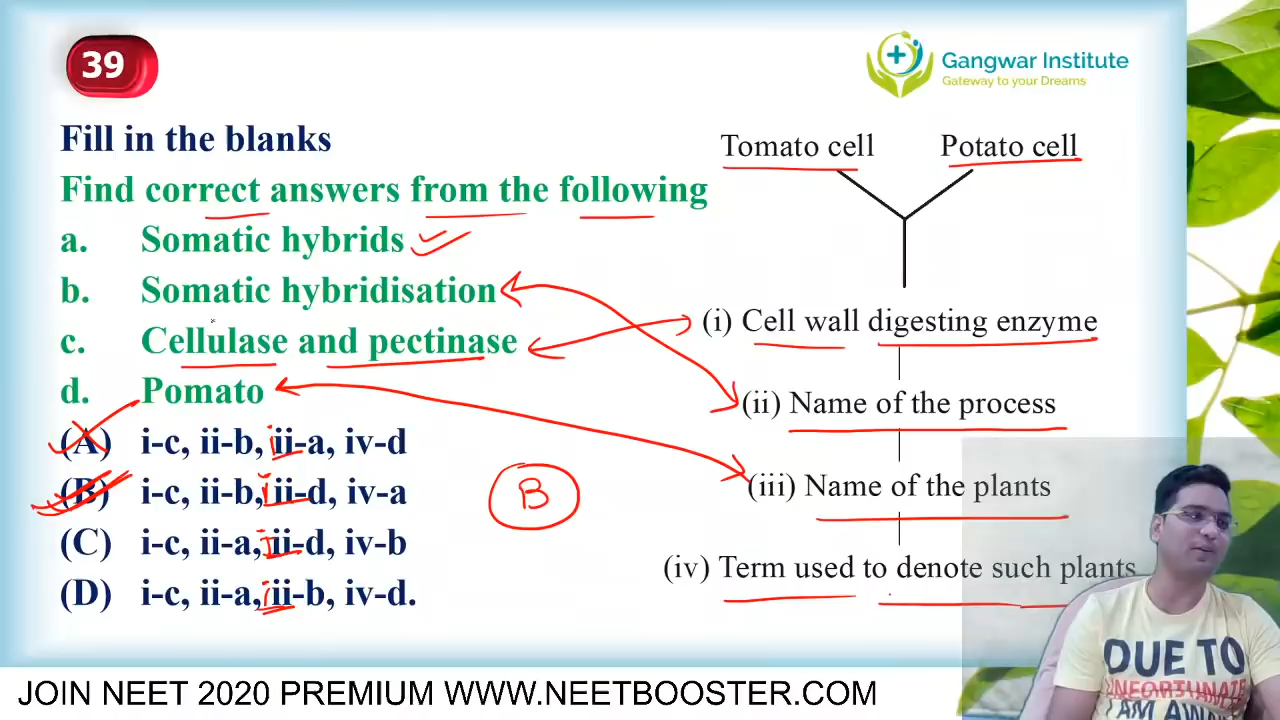 39
Gangwar Institute
Gateway to your Dreams
Fill in the blanks
Find correct answers from the following
a. Somatic hybrids
b. Somatic hybridisation
c. Cellulase and pectinase
d. Pomato
(A) i-c, ii-b, iii-a, iv-d
(B) i-c, ii-b, iii-d, iv-a
(C) i-c, ii-a, iii-d, iv-b
(D) i-c, ii-a, iii-b, iv-d.
B
Tomato cell Potato cell
(i) Cell wall digesting enzyme
(ii) Name of the process
(iii) Name of the plants
(iv) Term used to denote such plants
DUE TO
UNFORTUNATE
I AM AWA
JOIN NEET 2020 PREMIUM WWW.NEETBOOSTER.COM